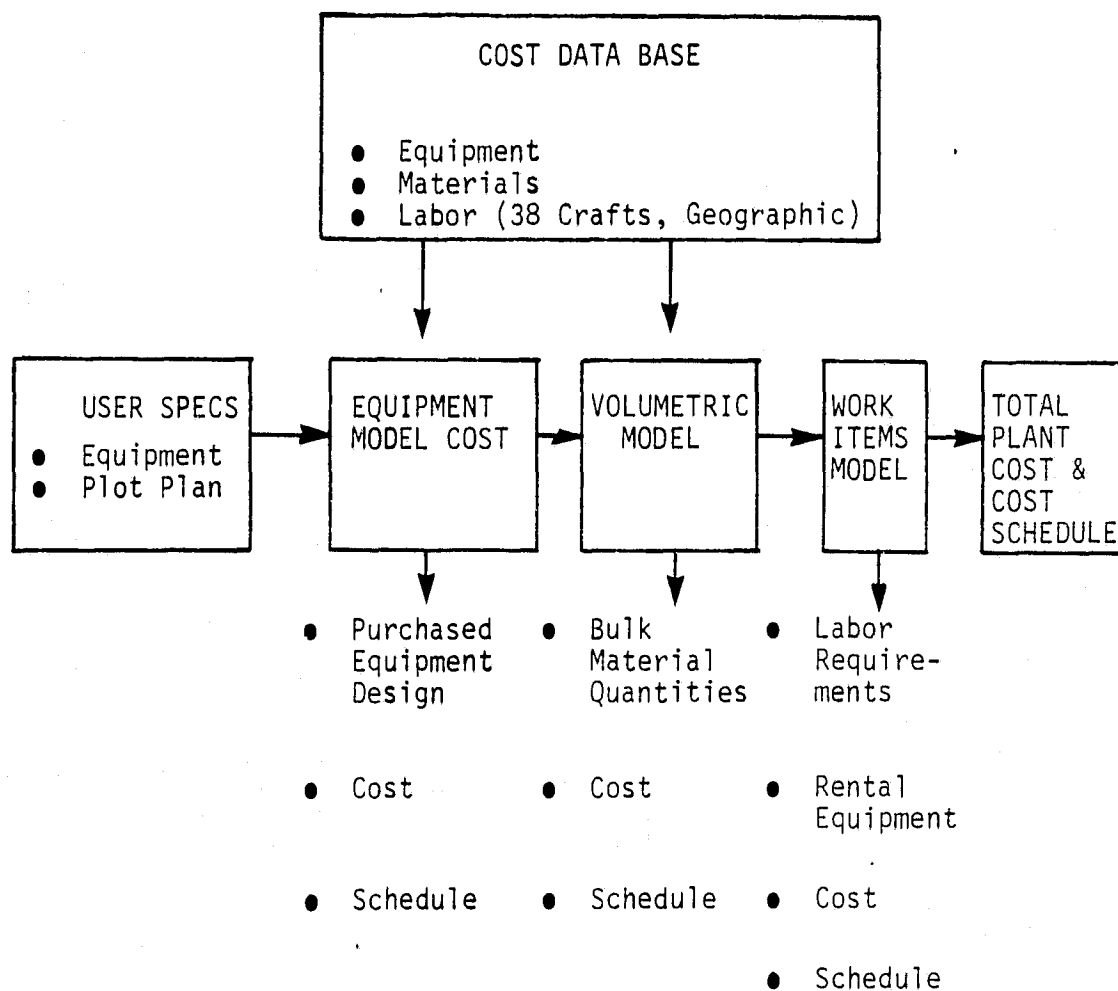 COST DATA BASE
● Equipment
● Materials
● Labor (38 Crafts, Geographic)
USER SPECS
● Equipment
● Plot Plan
EQUIPMENT
MODEL COST
VOLUMETRIC
MODEL
WORK
ITEMS
MODEL
TOTAL
PLANT
COST &
COST
SCHEDULE
● Purchased
Equipment
Design
● Cost
● Schedule
● Bulk
Material
Quantities
● Cost
● Schedule
● Labor
Require-
ments
● Rental
Equipment
● Cost
● Schedule